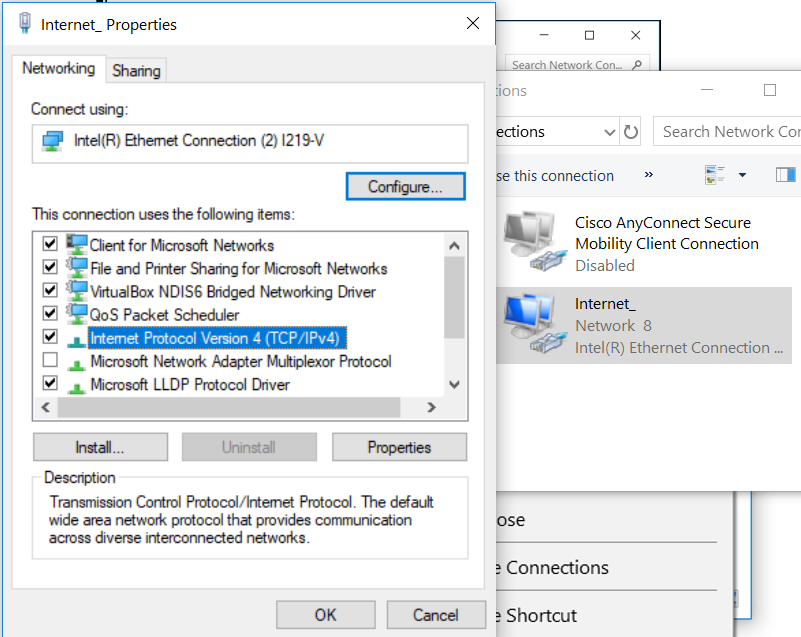 Internet_ Properties
Networking
Sharing
Connect using:
Intel(R) Ethernet Connection (2) I219-V
Configure...
This connection uses the following items:
Client for Microsoft Networks
File and Printer Sharing for Microsoft Networks
VirtualBox NDIS6 Bridged Networking Driver
QoS Packet Scheduler
Internet Protocol Version 4 (TCP/IPv4)
Microsoft Network Adapter Multiplexor Protocol
Microsoft LLDP Protocol Driver
Install...
Uninstall
Properties
Description
Transmission Control Protocol/Internet Protocol. The default
wide area network protocol that provides communication
across diverse interconnected networks.
OK
Cancel
Search Network Con...
ions
ections
Search Network Cor
se this connection
»
Cisco AnyConnect Secure
Mobility Client Connection
Disabled
Internet_
Network 8
Intel(R) Ethernet Connection ...
ose
e Connections
e Shortcut